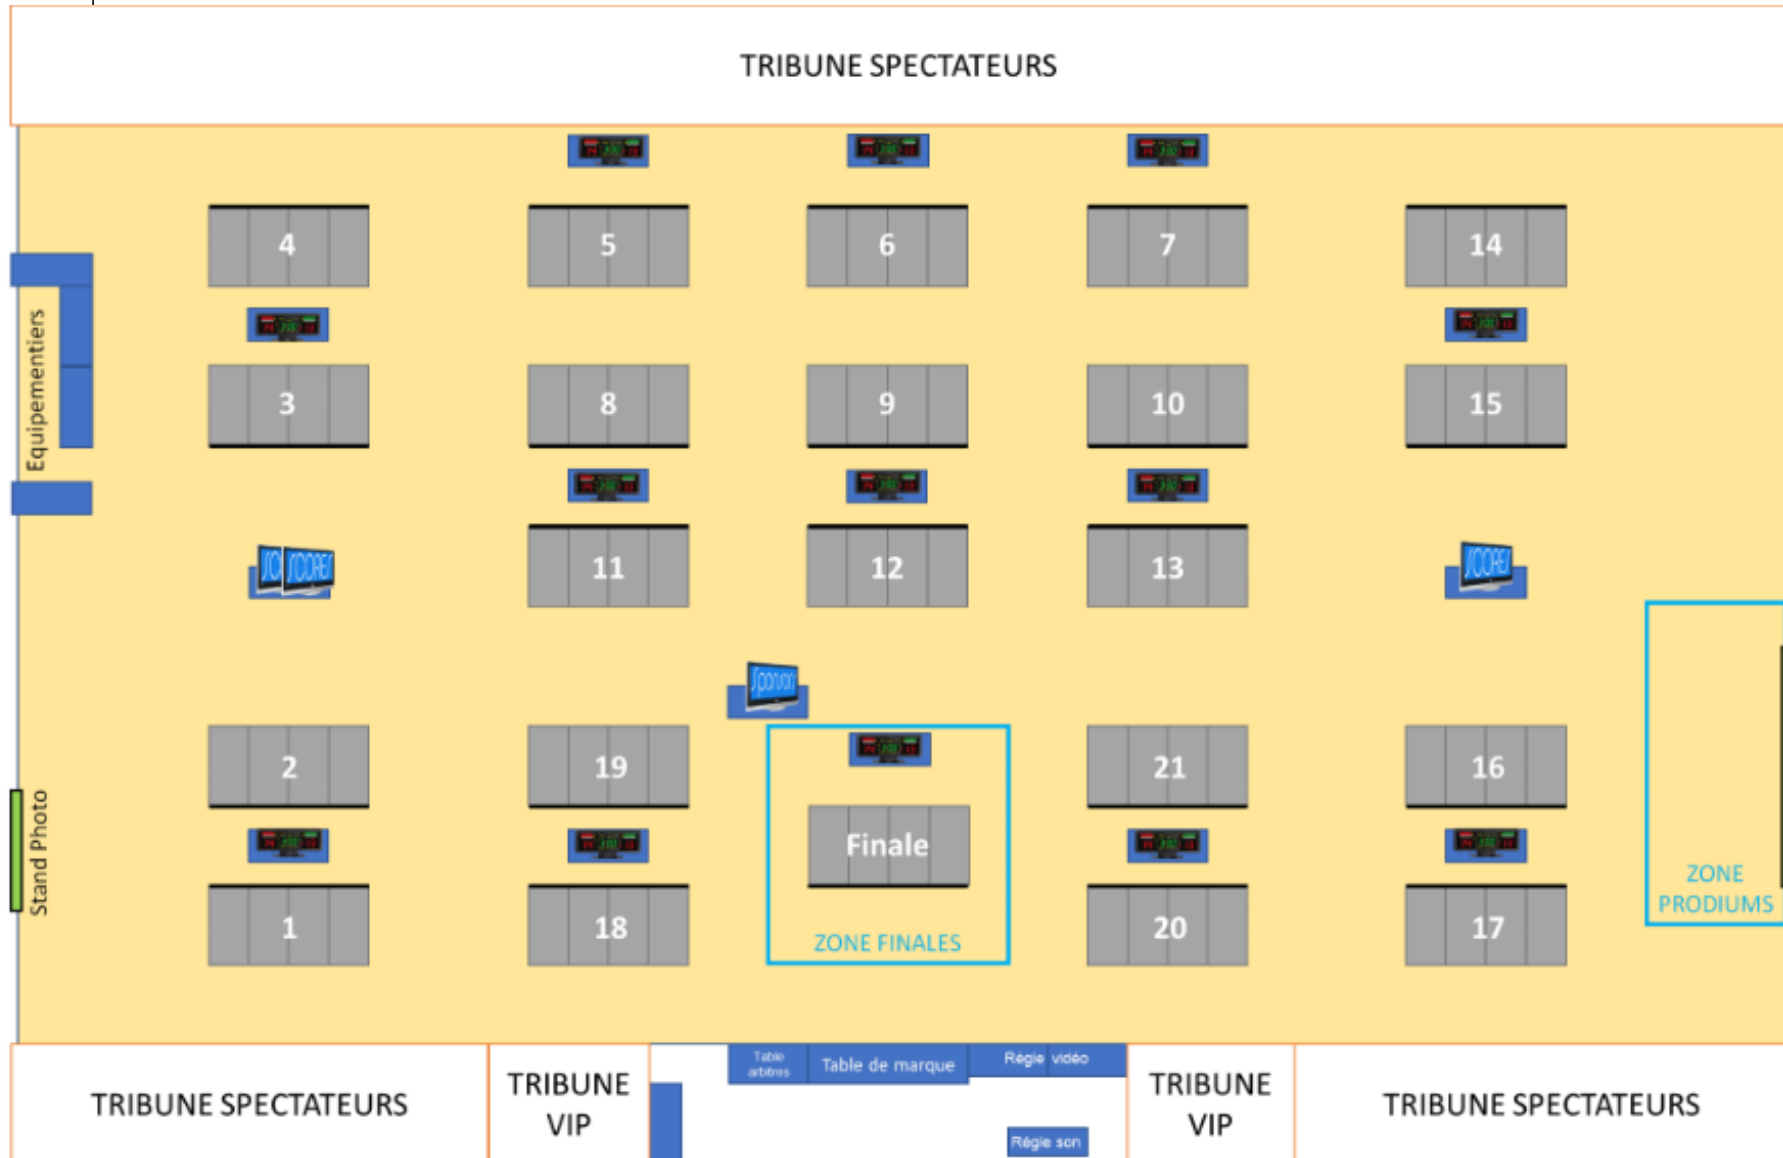 TRIBUNE SPECTATEURS
4
5
6
7
14
Equipementiers
3
8
9
10
15
11
12
13
SCORES
SCORES
2
19
21
16
Stand Photo
Finale
ZONE
PRODIUMS
1
18
ZONE FINALES
20
17
TRIBUNE SPECTATEURS
TRIBUNE
VIP
Table
arbitres
Table de marque
Régie vidéo
Régie son
TRIBUNE
VIP
TRIBUNE SPECTATEURS